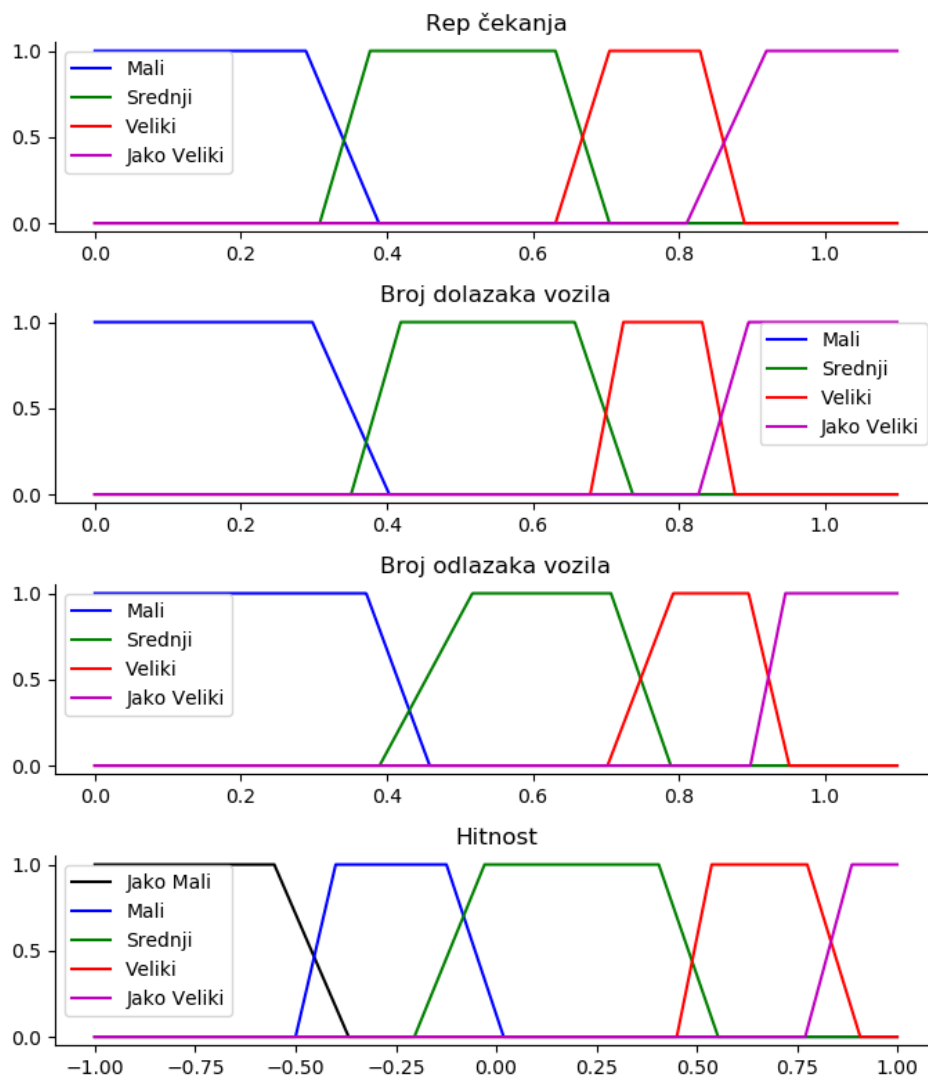 Rep čekanja
1.0
0.5
0.0
Mali
Srednji
Veliki
Jako Veliki
0.0 0.2 0.4 0.6 0.8 1.0
Broj dolazaka vozila
1.0
0.5
0.0
Mali
Srednji
Veliki
Jako Veliki
0.0 0.2 0.4 0.6 0.8 1.0
Broj odlazaka vozila
1.0
0.5
0.0
Mali
Srednji
Veliki
Jako Veliki
0.0 0.2 0.4 0.6 0.8 1.0
Hitnost
1.0
0.5
0.0
Jako Mali
Mali
Srednji
Veliki
Jako Veliki
−1.00 −0.75 −0.50 −0.25 0.00 0.25 0.50 0.75 1.00